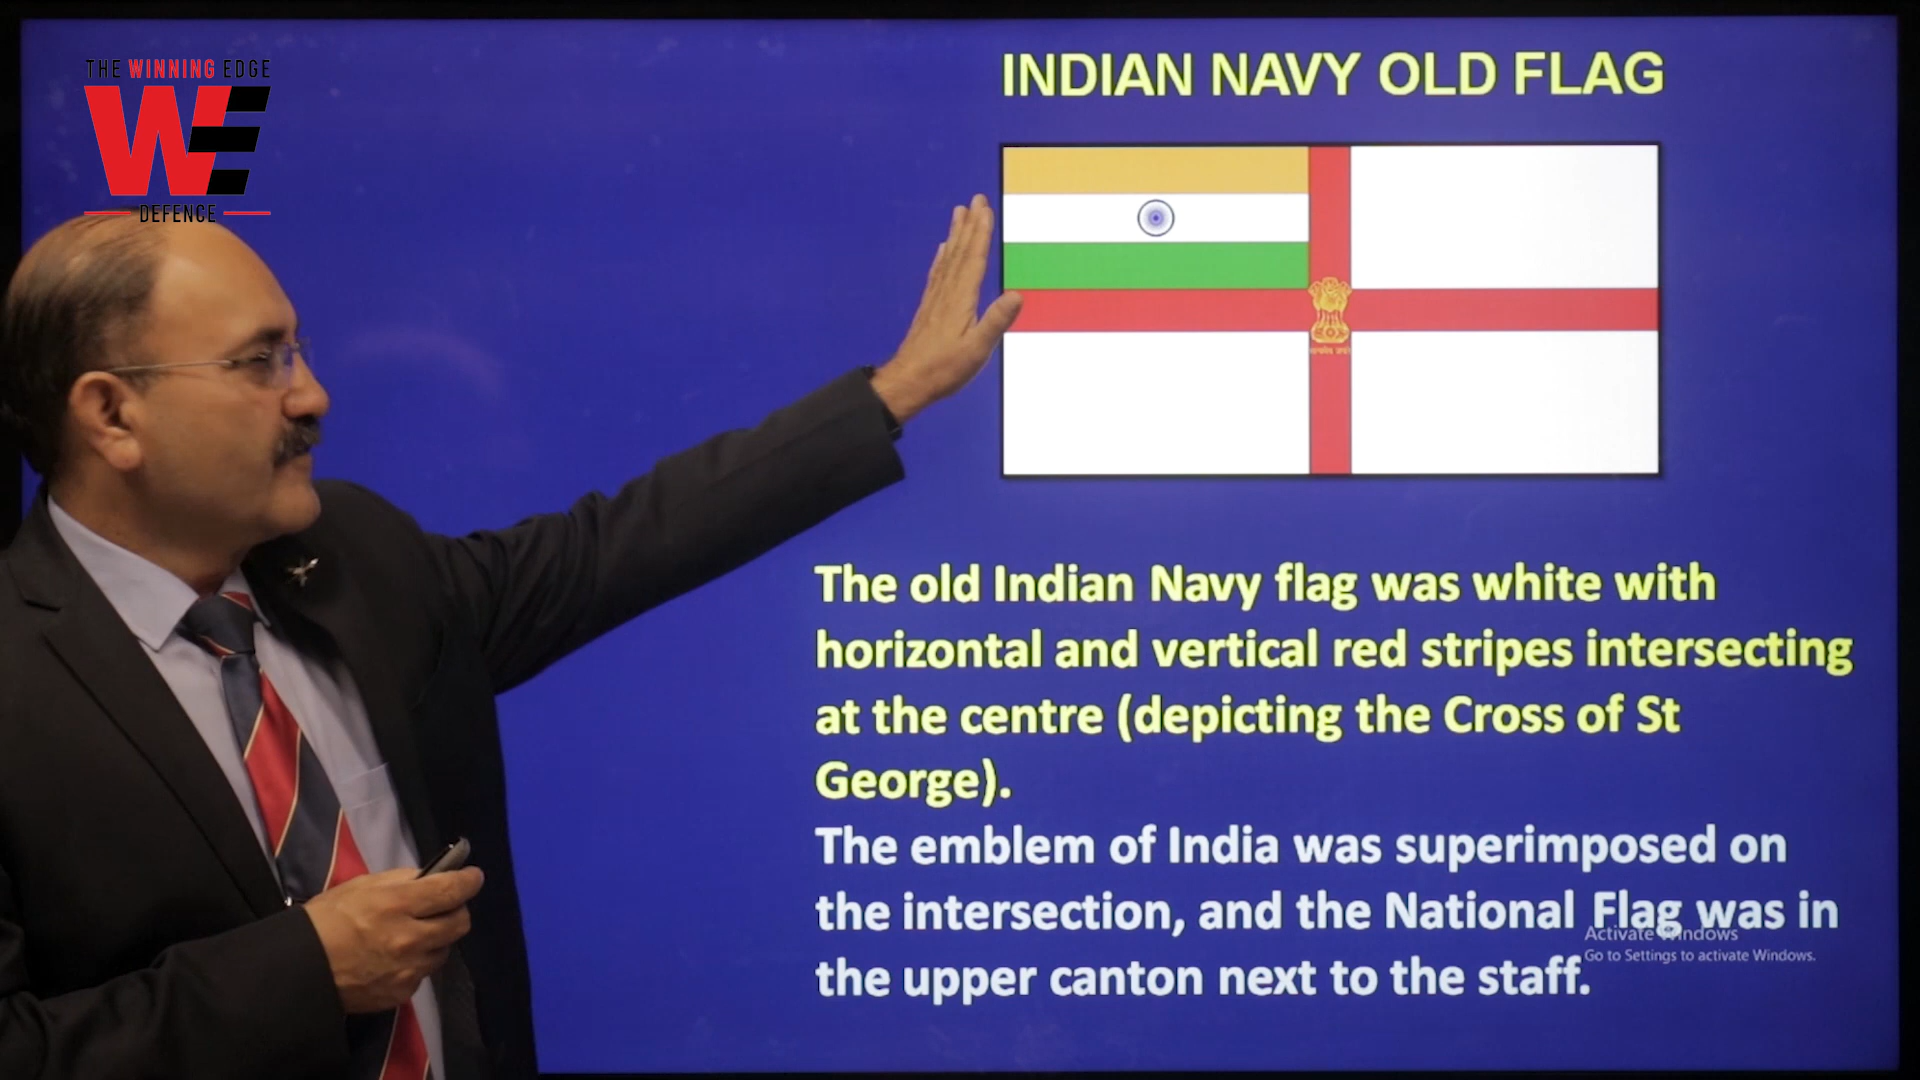 THE WINNING EDGE
WE
DEFENCE
INDIAN NAVY OLD FLAG
The old Indian Navy flag was white with
horizontal and vertical red stripes intersecting
at the centre (depicting the Cross of St
George).
The emblem of India was superimposed on
the intersection, and the National Flag was in
the upper canton next to the staff.
Activate Windows
Go to Settings to activate Windows.